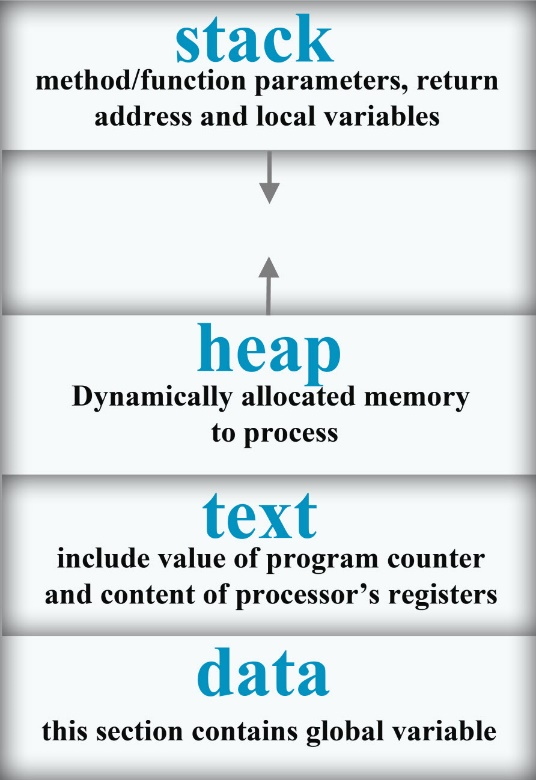 stack
method/function parameters, return
address and local variables
heap
Dynamically allocated memory
to process
text
include value of program counter
and content of processor’s registers
data
this section contains global variable